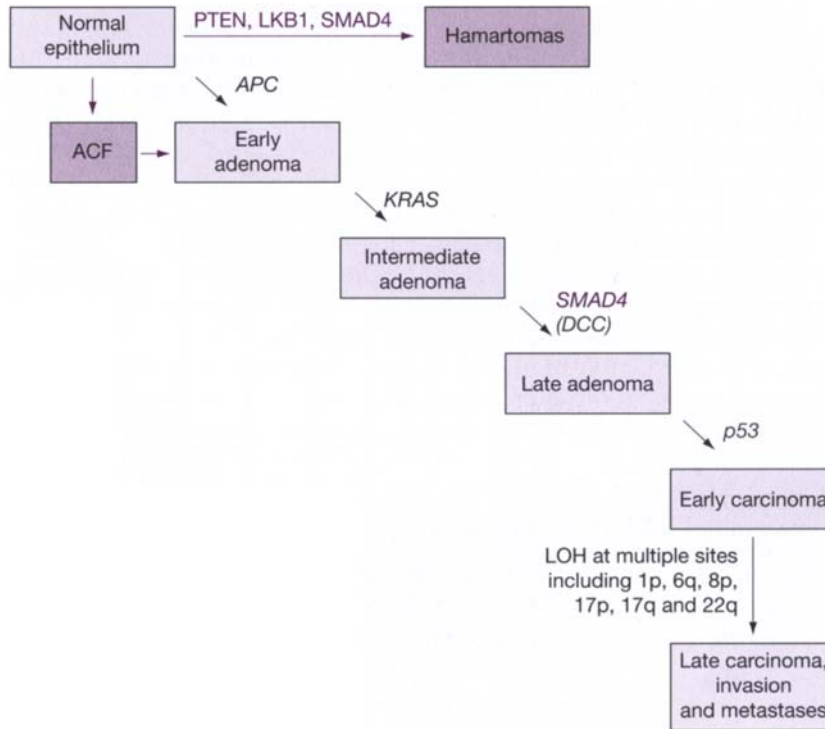 Normal
epithelium
PTEN, LKB1, SMAD4
Hamartomas
APC
ACF
Early
adenoma
KRAS
Intermediate
adenoma
SMAD4
(DCC)
Late adenoma
p53
Early carcinoma
LOH at multiple sites
including 1p, 6q, 8p,
17p, 17q and 22q
Late carcinoma,
invasion
and metastases